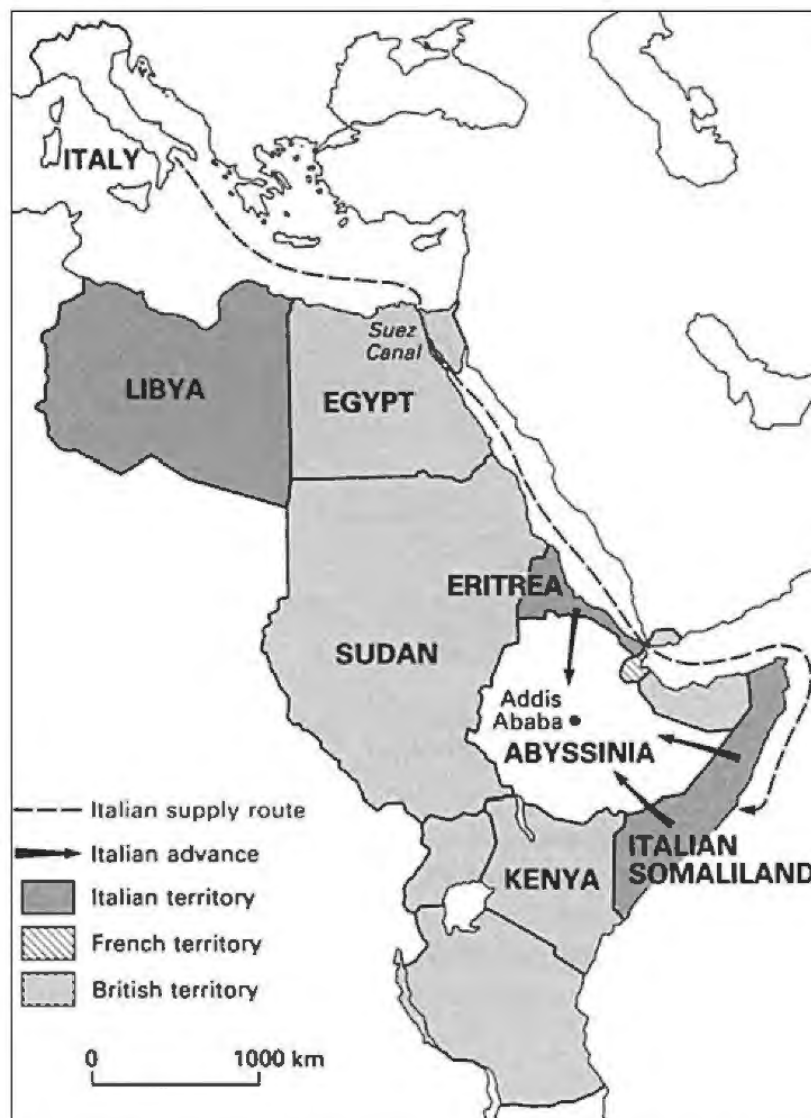 ITALY
Suez
Canal
LIBYA
EGYPT
ERITREA
SUDAN
Addis
Ababa
ABYSSINIA
ITALIAN
SOMALILAND
KENYA
Italian supply route
Italian advance
Italian territory
French territory
British territory
0 1000 km